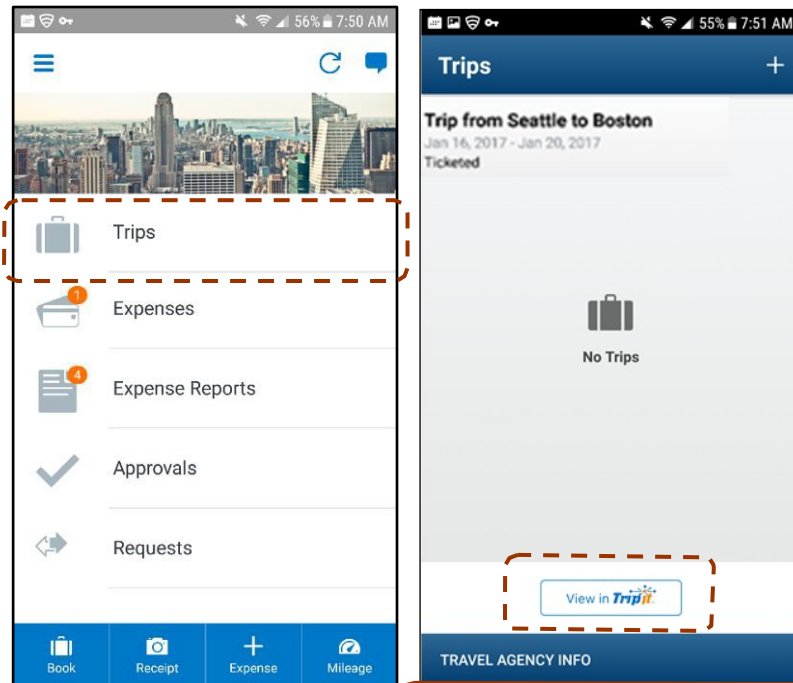 56% 7:50 AM
Trips
1
Expenses
4
Expense Reports
Approvals
Requests
Book Receipt Expense Mileage
55% 7:51 AM
Trips +
Trip from Seattle to Boston
Jan 16, 2017 - Jan 20, 2017
Ticketed
No Trips
View in TripIt
TRAVEL AGENCY INFO